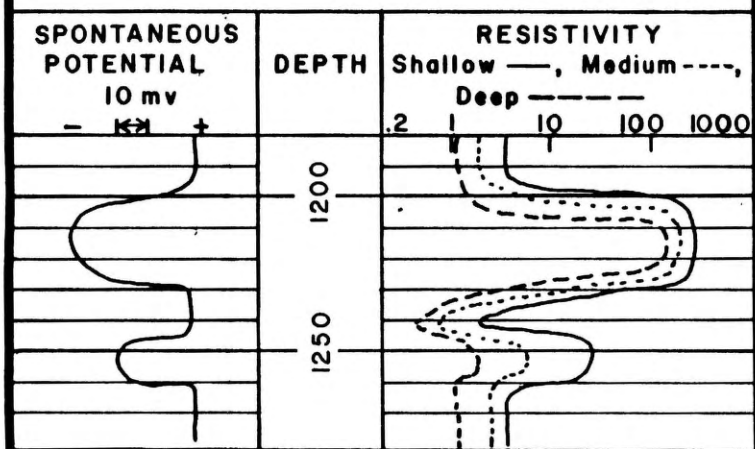 SPONTANEOUS
POTENTIAL
10 mv
- +
DEPTH
RESISTIVITY
Shallow ——, Medium ----,
Deep — — — —
.2 1 10 100 1000
1200
1250